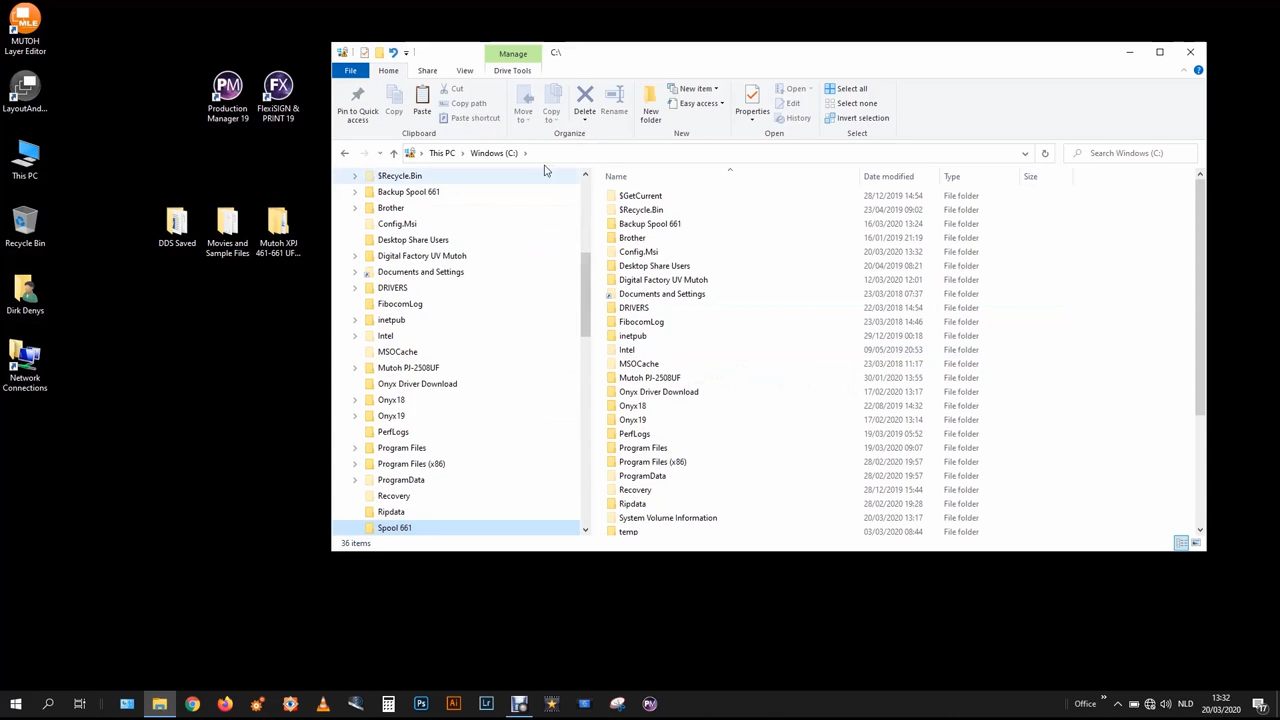 MLE
MUTOH
Layer Editor
LayoutAnd...
This PC
Recycle Bin
Dirk Denys
Network
Connections
PM
Production
Manager 19
FX
FlexiSIGN &
PRINT 19
DDS Saved
Movies and
Sample Files
Mutoh XPJ
461-661 UF...
Manage
C:\
File
Home
Share
View
Drive Tools
Pin to Quick
access
Copy
Paste
Cut
Copy path
Paste shortcut
Clipboard
Move
to
Copy
to
Delete
Rename
Organize
New
folder
New item
Easy access
New
Properties
Open
Edit
History
Open
Select all
Select none
Invert selection
Select
This PC
Windows (C:)
Search Windows (C:)
$Recycle.Bin
Backup Spool 661
Brother
Config.Msi
Desktop Share Users
Digital Factory UV Mutoh
Documents and Settings
DRIVERS
FibocomLog
inetpub
Intel
MSOCache
Mutoh PJ-2508UF
Onyx Driver Download
Onyx18
Onyx19
PerfLogs
Program Files
Program Files (x86)
ProgramData
Recovery
Ripdata
Spool 661
Name Date modified Type Size
$GetCurrent 28/12/2019 14:54 File folder
$Recycle.Bin 23/04/2019 09:02 File folder
Backup Spool 661 16/03/2020 13:24 File folder
Brother 16/01/2019 21:19 File folder
Config.Msi 20/03/2020 13:32 File folder
Desktop Share Users 20/04/2019 08:21 File folder
Digital Factory UV Mutoh 12/03/2020 12:01 File folder
Documents and Settings 23/03/2018 07:37 File folder
DRIVERS 22/03/2018 14:54 File folder
FibocomLog 23/03/2018 14:46 File folder
inetpub 29/12/2019 00:18 File folder
Intel 09/05/2019 20:53 File folder
MSOCache 23/03/2018 11:17 File folder
Mutoh PJ-2508UF 30/01/2020 13:55 File folder
Onyx Driver Download 17/02/2020 13:13 File folder
Onyx18 22/08/2019 14:32 File folder
Onyx19 17/02/2020 13:14 File folder
PerfLogs 19/03/2019 05:52 File folder
Program Files 19/03/2020 09:07 File folder
Program Files (x86) 28/02/2020 19:57 File folder
ProgramData 28/02/2020 19:57 File folder
Recovery 28/12/2019 15:44 File folder
Ripdata 28/02/2020 19:28 File folder
System Volume Information 20/03/2020 13:17 File folder
temp 03/03/2020 08:44 File folder
36 items
Ps
Ai
Lr
PM
Office
NLD
13:32
20/03/2020
17